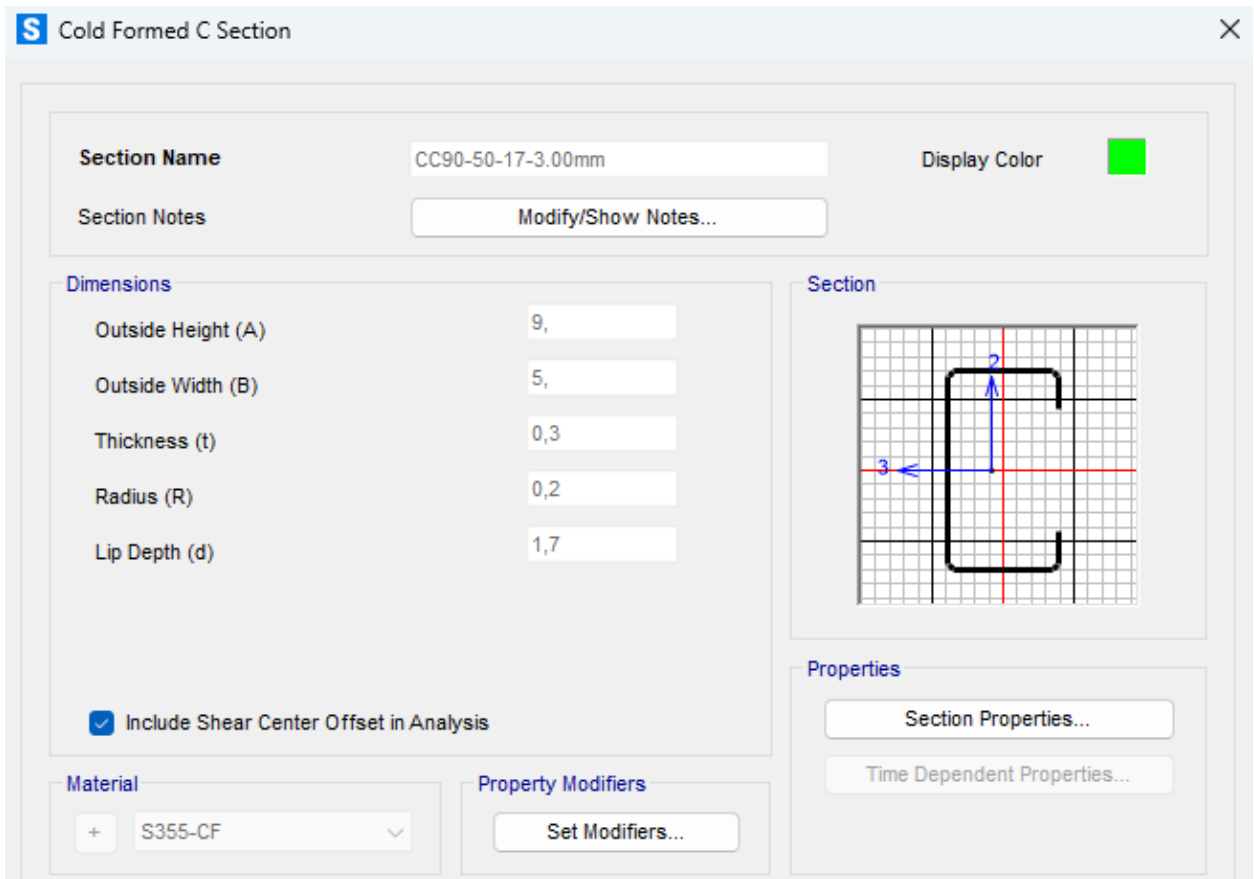 S Cold Formed C Section
Section Name CC90-50-17-3.00mm Display Color
Section Notes Modify/Show Notes...
Dimensions
Outside Height (A) 9,
Outside Width (B) 5,
Thickness (t) 0,3
Radius (R) 0,2
Lip Depth (d) 1,7
Include Shear Center Offset in Analysis
Section
2
3
Properties
Section Properties...
Time Dependent Properties...
Material
+ S355-CF
Property Modifiers
Set Modifiers...